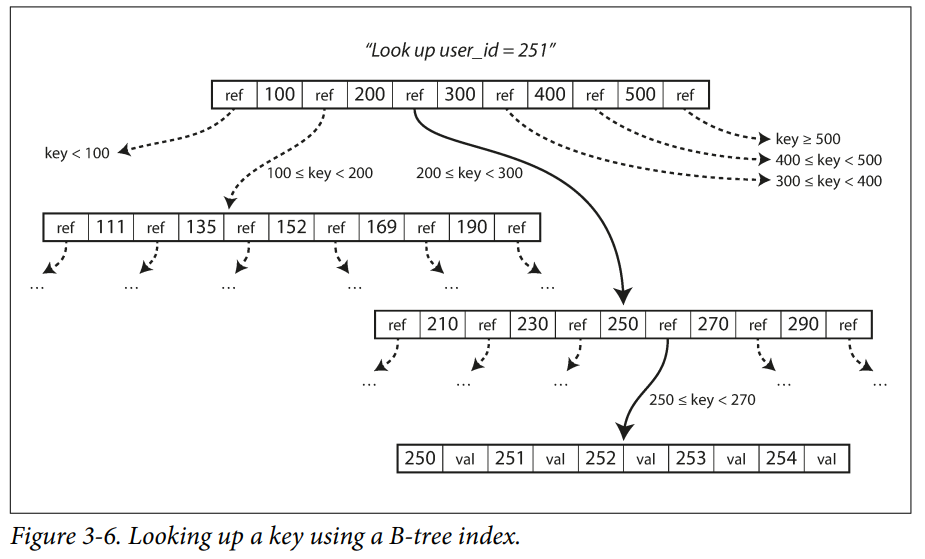 “Look up user_id = 251”
ref 100 ref 200 ref 300 ref 400 ref 500 ref
key < 100
key ≥ 500
400 ≤ key < 500
300 ≤ key < 400
100 ≤ key < 200
200 ≤ key < 300
ref 111 ref 135 ref 152 ref 169 ref 190 ref
... ... ... ... ... ...
ref 210 ref 230 ref 250 ref 270 ref 290 ref
... ... ... ... ...
250 ≤ key < 270
250 val 251 val 252 val 253 val 254 val
Figure 3-6. Looking up a key using a B-tree index.